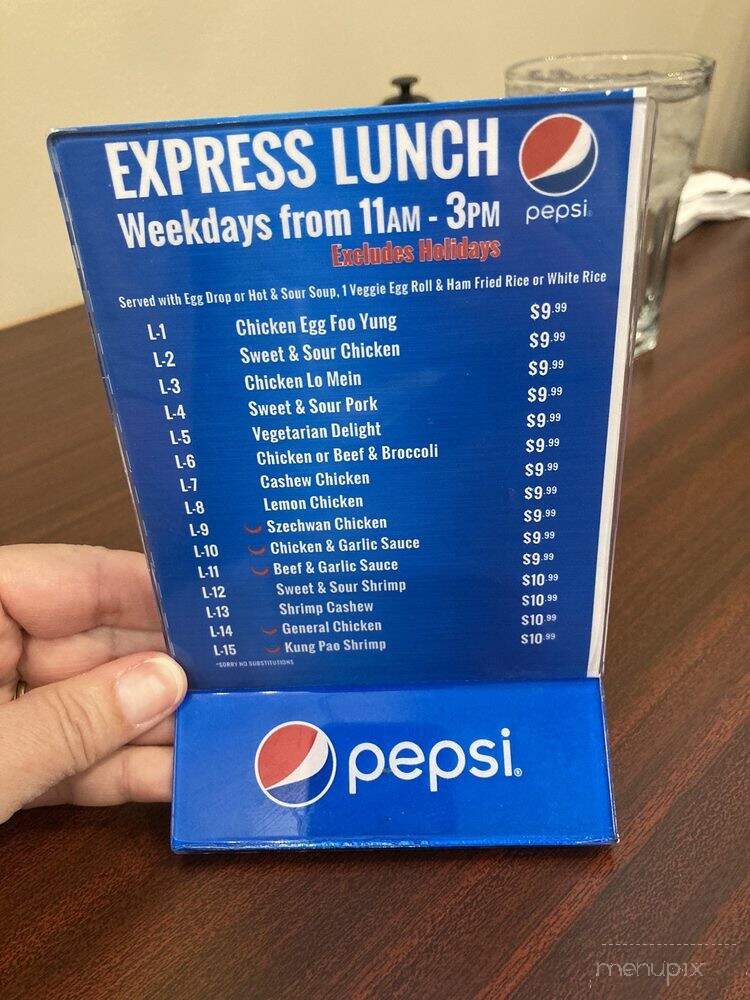 EXPRESS LUNCH
Weekdays from 11AM - 3PM
Excludes Holidays
pepsi
Served with Egg Drop or Hot & Sour Soup, 1 Veggie Egg Roll & Ham Fried Rice or White Rice
L-1 Chicken Egg Foo Yung $9.99
L-2 Sweet & Sour Chicken $9.99
L-3 Chicken Lo Mein $9.99
L-4 Sweet & Sour Pork $9.99
L-5 Vegetarian Delight $9.99
L-6 Chicken or Beef & Broccoli $9.99
L-7 Cashew Chicken $9.99
L-8 Lemon Chicken $9.99
L-9 Szechwan Chicken $9.99
L-10 Chicken & Garlic Sauce $9.99
L-11 Beef & Garlic Sauce $9.99
L-12 Sweet & Sour Shrimp $10.99
L-13 Shrimp Cashew $10.99
L-14 General Chicken $10.99
L-15 Kung Pao Shrimp $10.99
*SORRY NO SUBSTITUTIONS
pepsi®
menupix